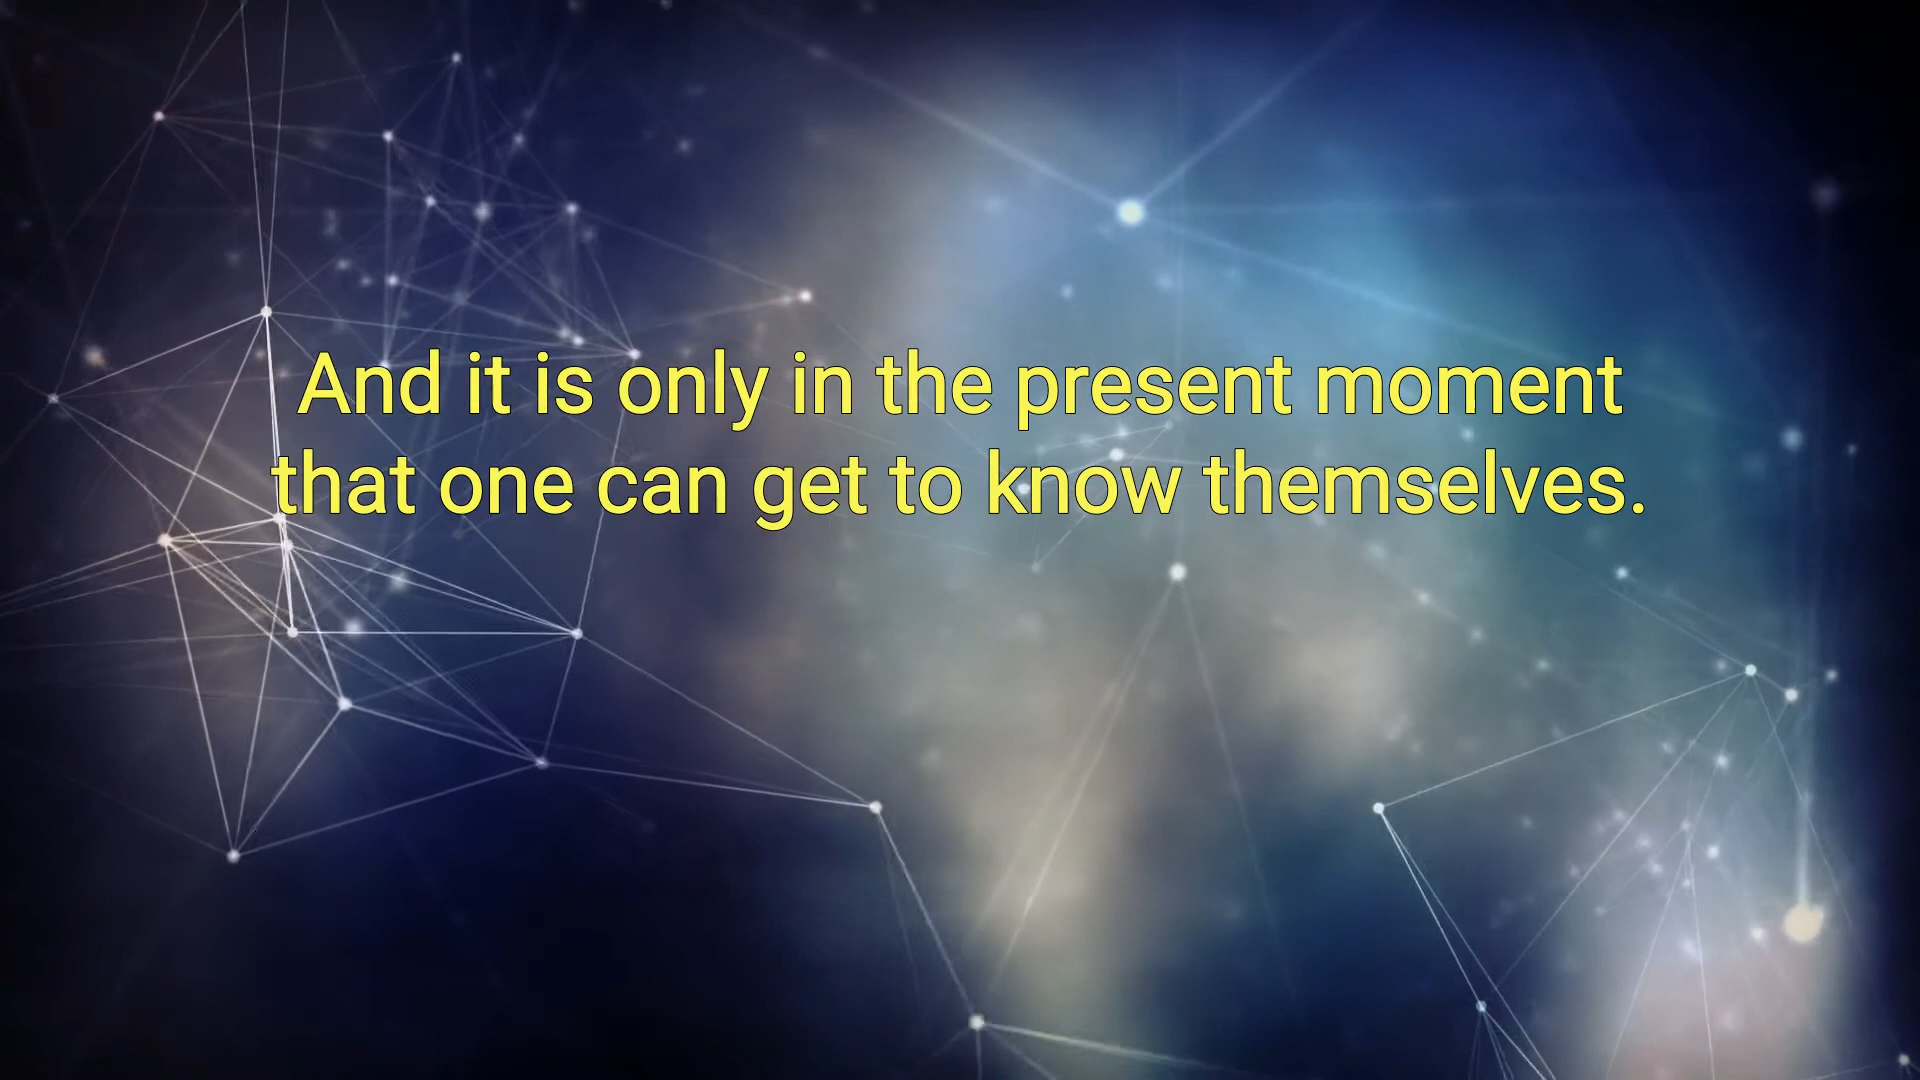 And it is only in the present moment
that one can get to know themselves.